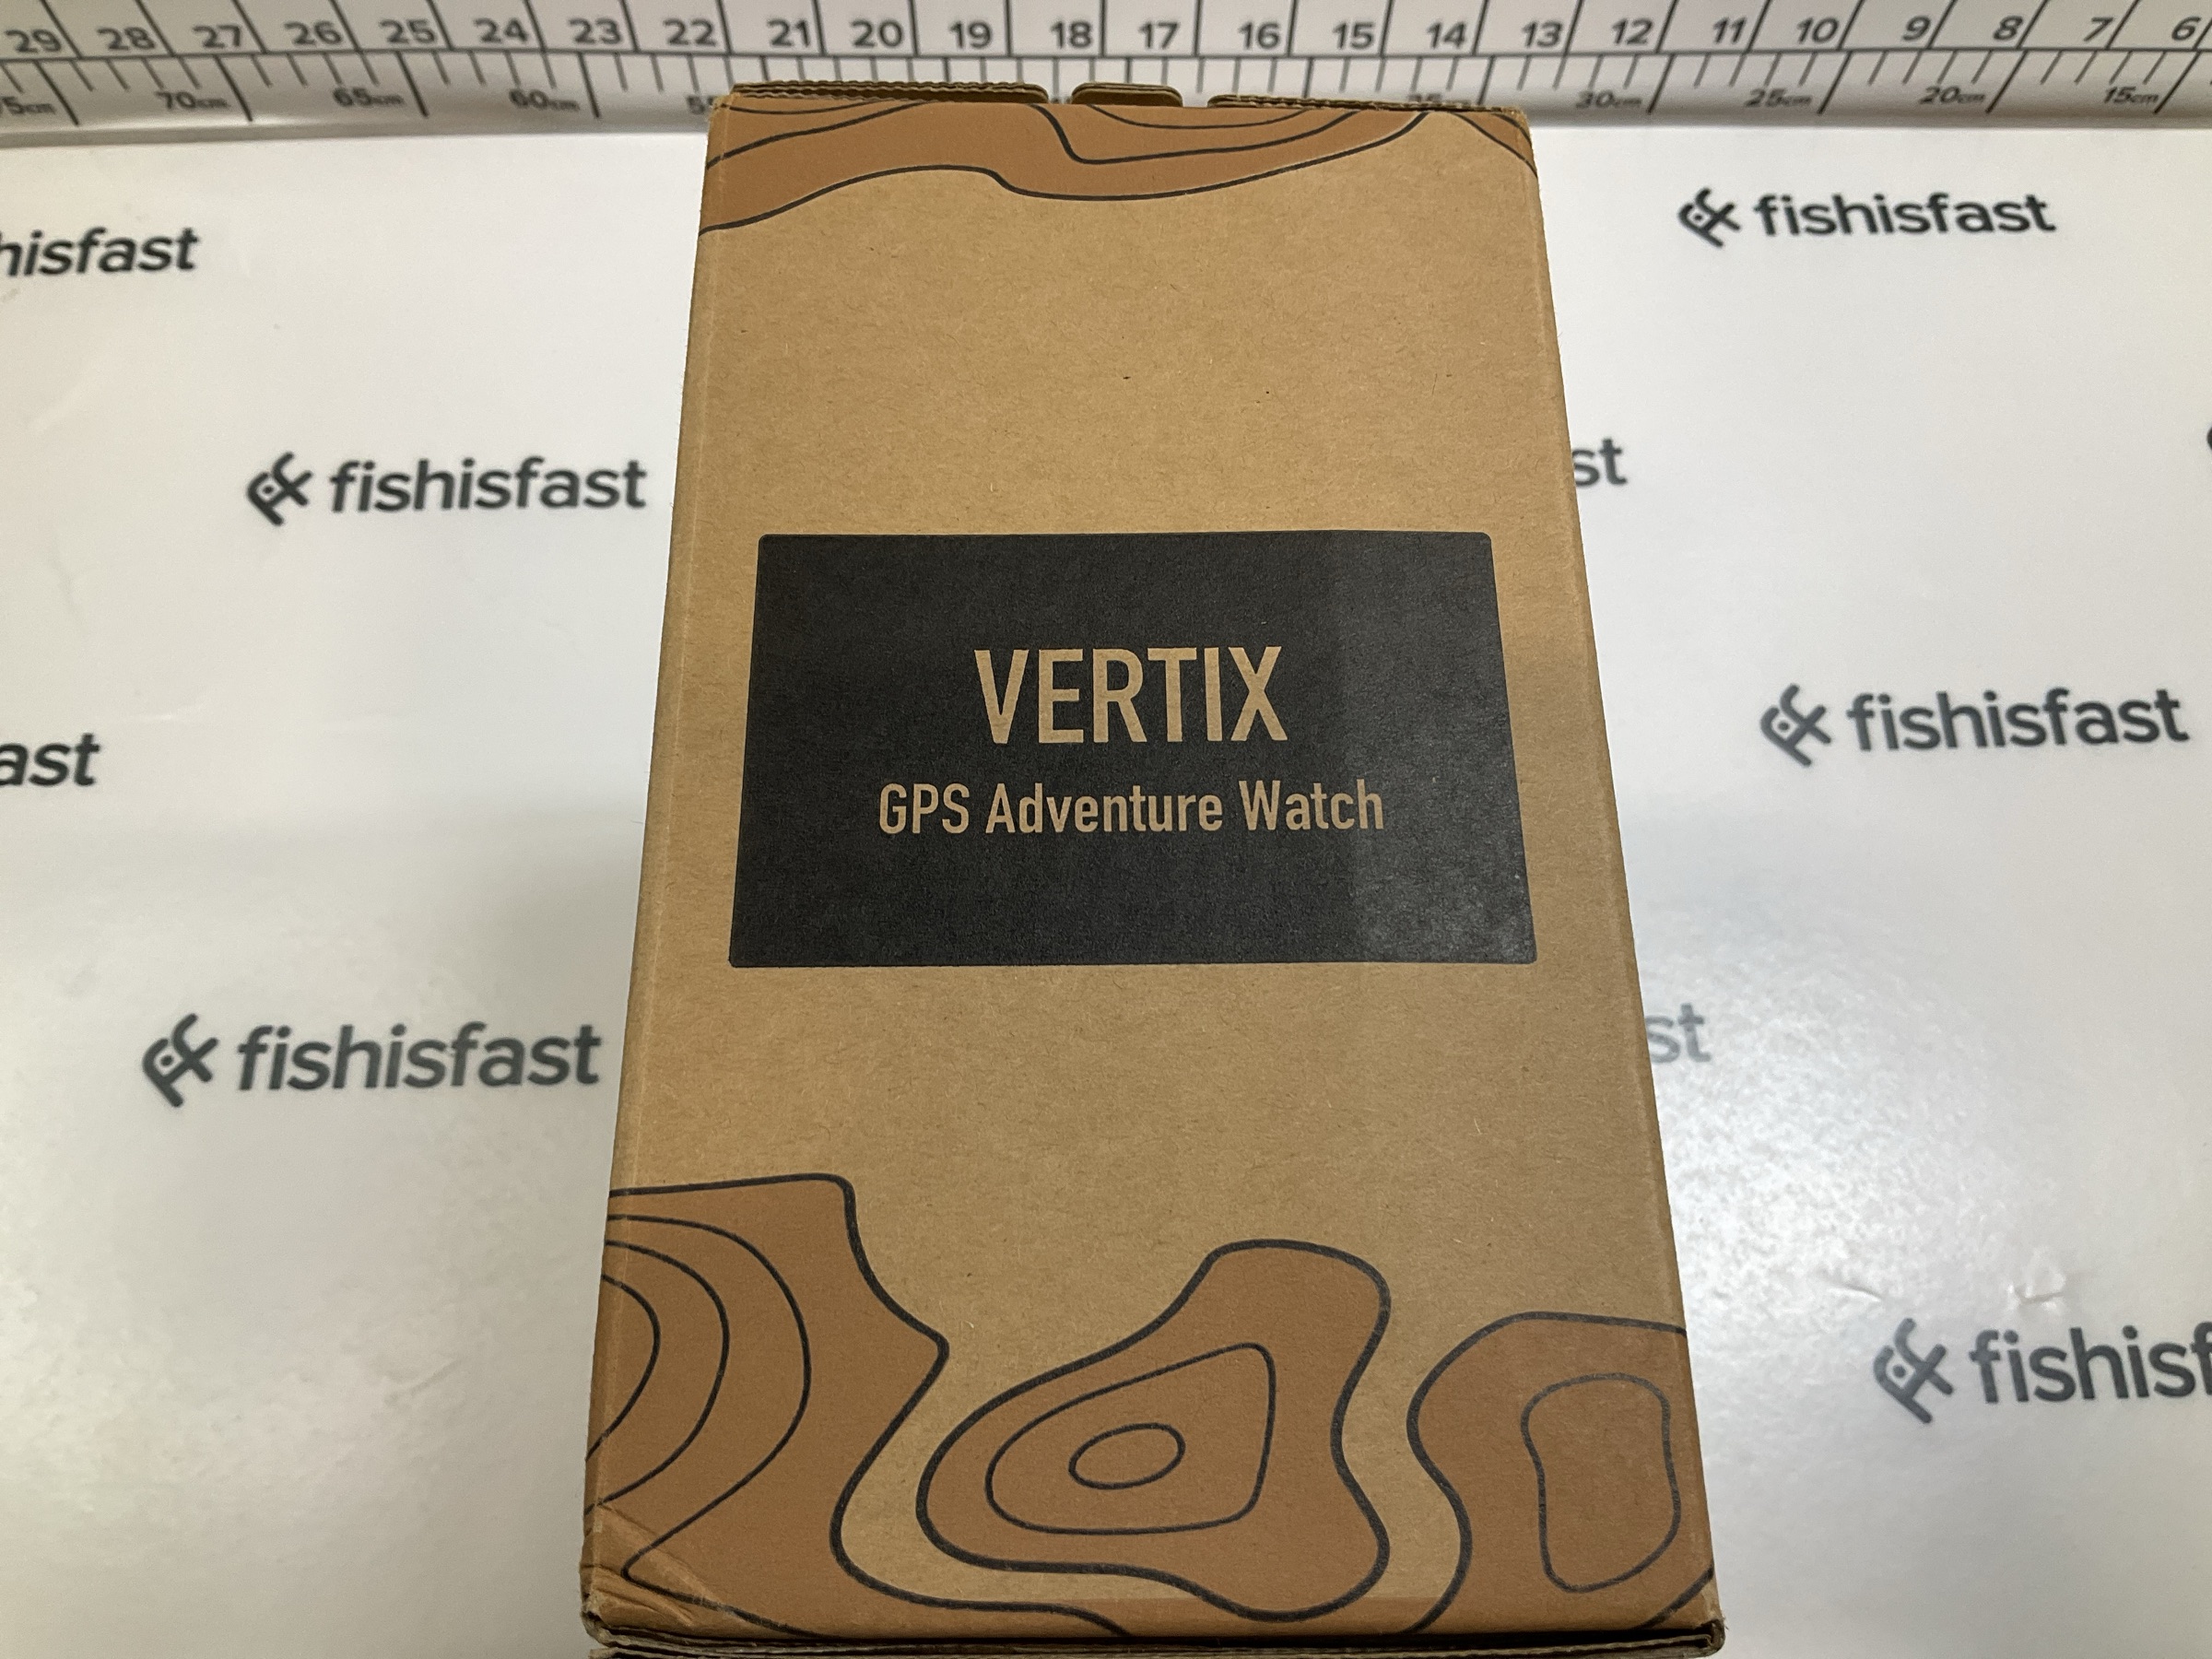 29 28 27 26 25 24 23 22 21 20 19 18 17 16 15 14 13 12 11 10 9 8 7 6
70cm 65cm 60cm 30cm 25cm 20cm 15cm
hisfast
fishisfast
fishisfast
st
VERTIX
fishisfast
ast
GPS Adventure Watch
fishisfast
st
fishisf